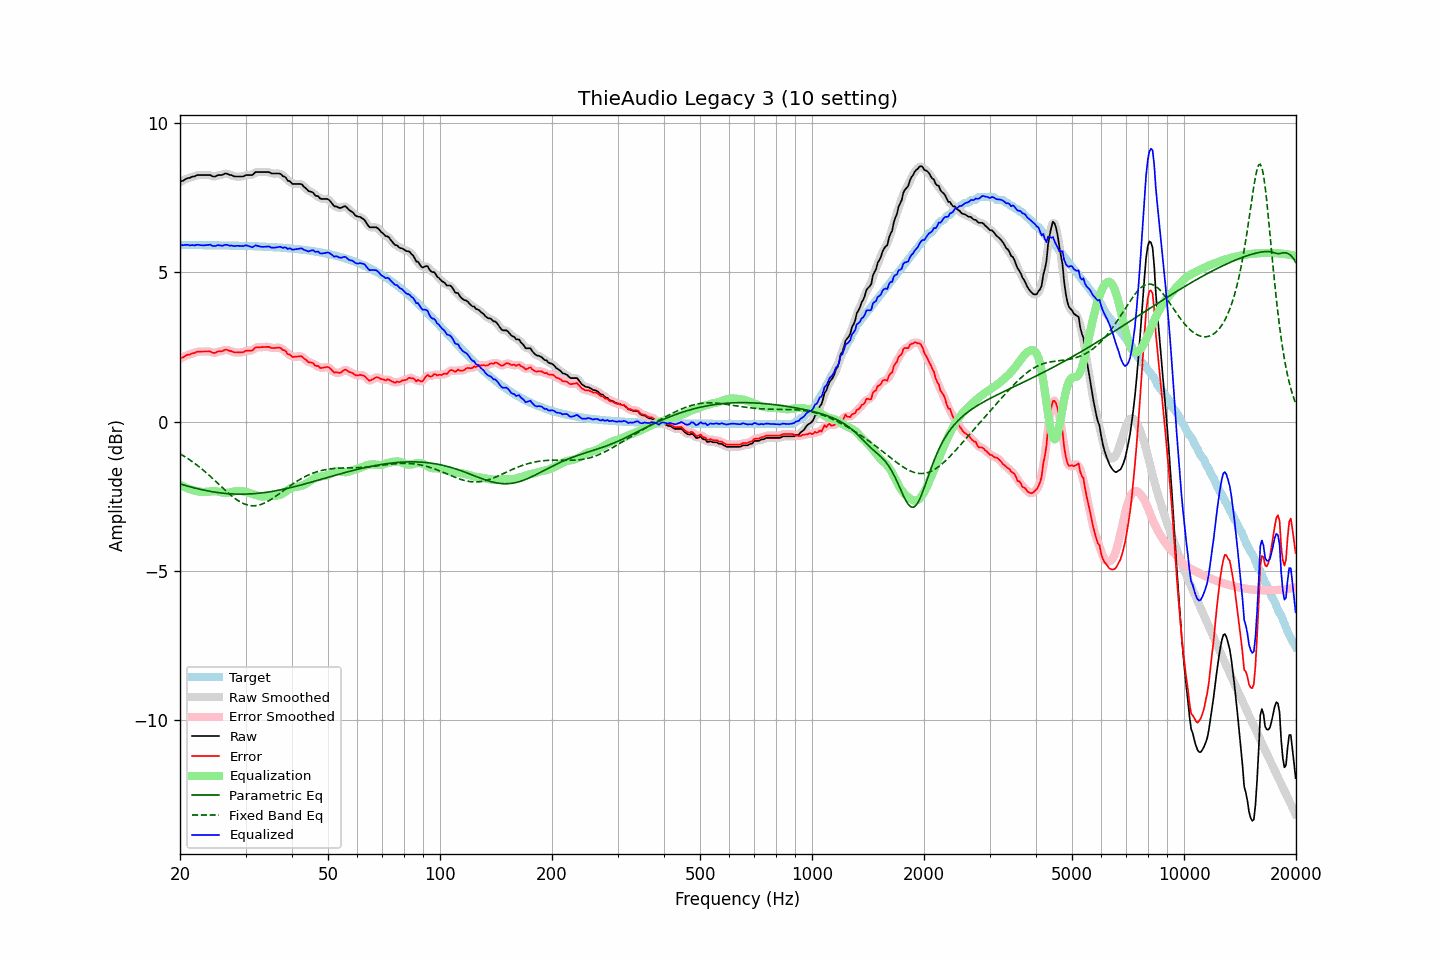 ThieAudio Legacy 3 (10 setting)
10
5
0
−5
−10
Amplitude (dBr)
Target
Raw Smoothed
Error Smoothed
Raw
Error
Equalization
Parametric Eq
Fixed Band Eq
Equalized
20 50 100 200 500 1000 2000 5000 10000 20000
Frequency (Hz)